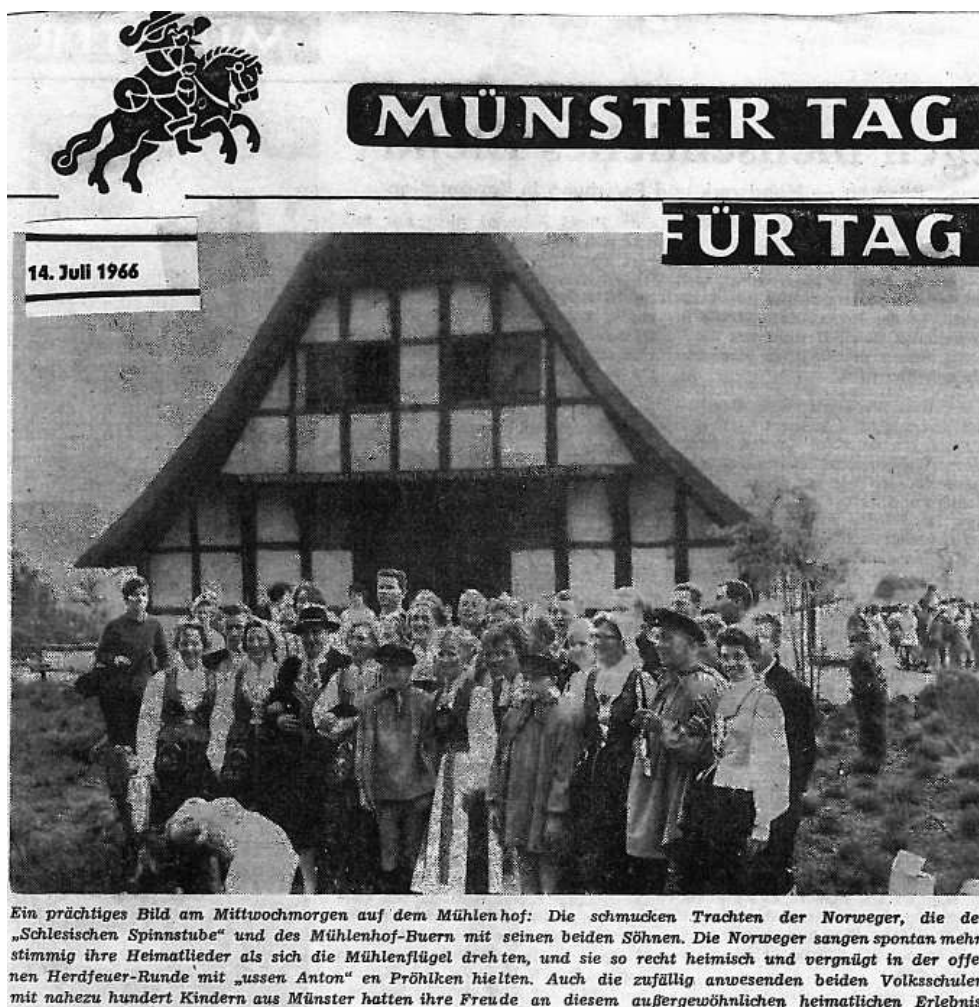 MÜNSTER TAG
FÜR TAG
14. Juli 1966
Ein prächtiges Bild am Mittwochmorgen auf dem Mühlenhof: Die schmucken Trachten der Norweger, die de
„Schlesischen Spinnstube" und des Mühlenhof-Buern mit seinen beiden Söhnen. Die Norweger sangen spontan mehr
stimmig ihre Heimatlieder als sich die Mühlenflügel drehten, und sie so recht heimisch und vergnügt in der offe
nen Herdfeuer-Runde mit „ussen Anton" en Pröhlken hielten. Auch die zufällig anwesenden beiden Volksschule
mit nahezu hundert Kindern aus Münster hatten ihre Freude an diesem außergewöhnlichen heimatlichen Erlebn